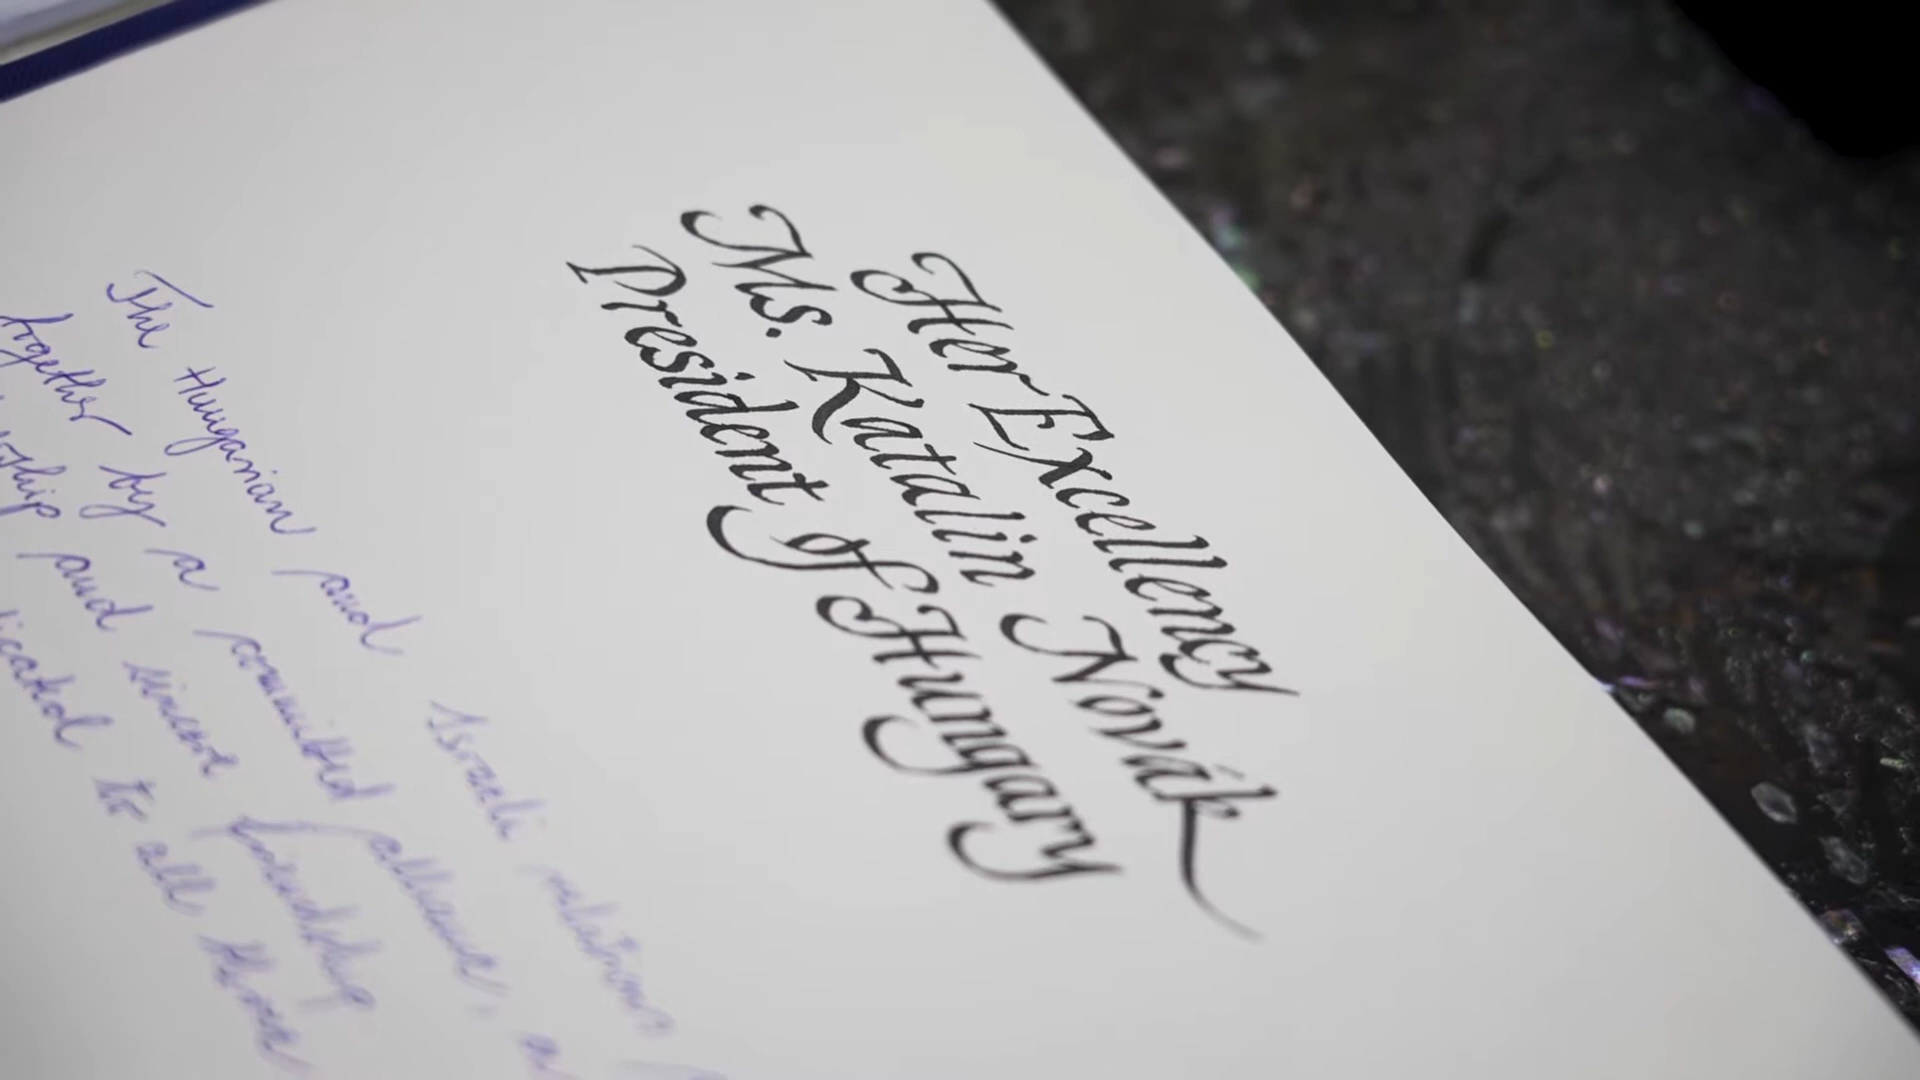 Her Excellency
Ms. Katalin Novák
President of Hungary
The Hungarian and Israeli relations
together by a committed alliance, a
and sincere friendship
to all those